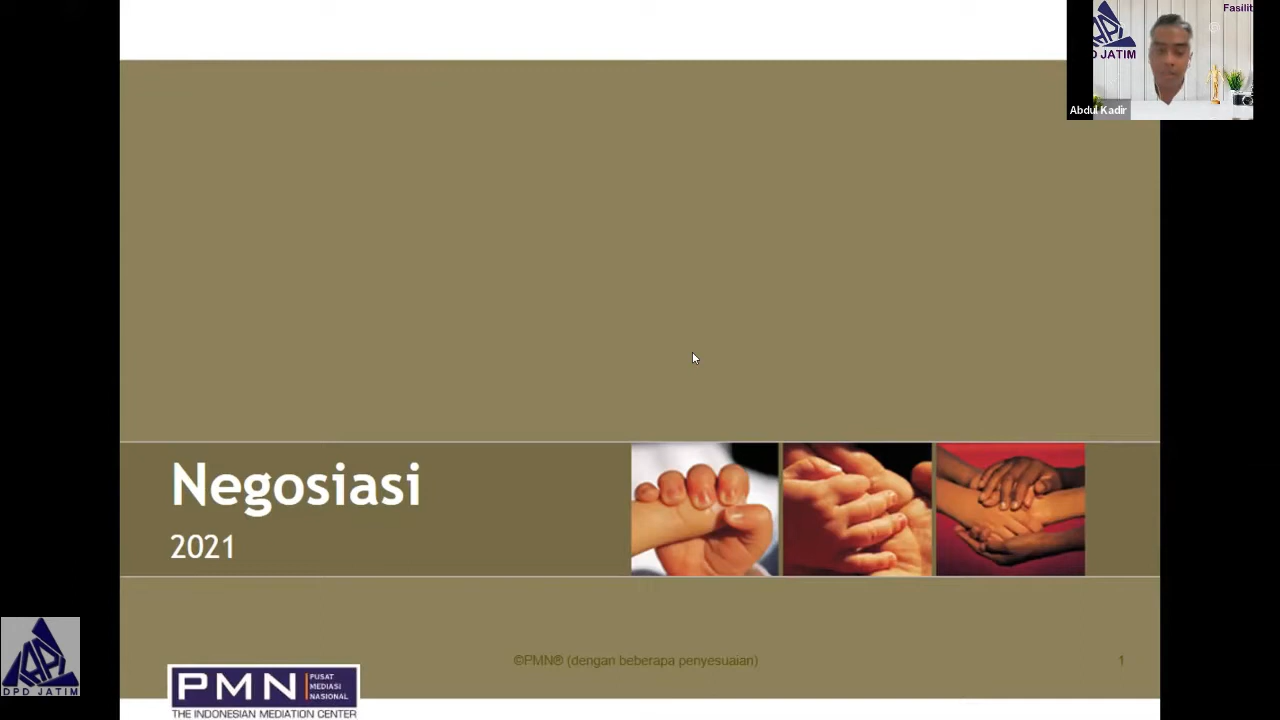 Fasilit
D JATIM
Abdul Kadir
Negosiasi
2021
©PMN® (dengan beberapa penyesuaian)
1
PMN
PUSAT
MEDIASI
NASIONAL
THE INDONESIAN MEDIATION CENTER
DPD JATIM